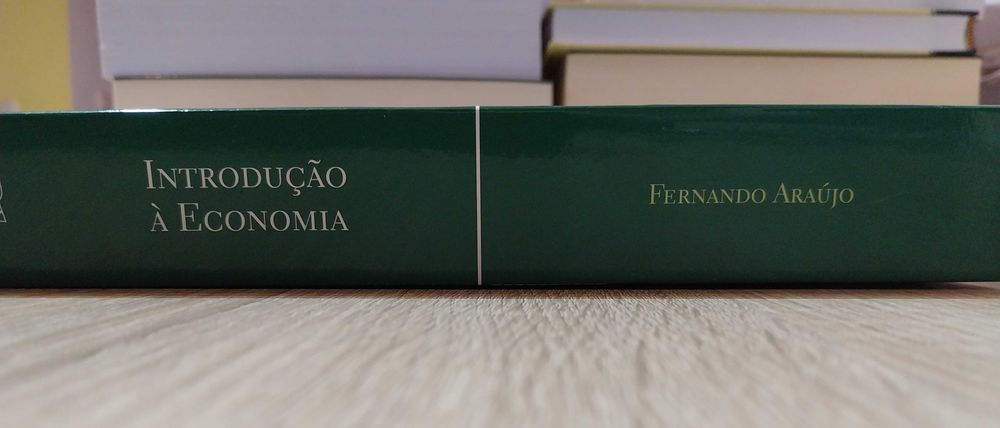 Introdução
à Economia
Fernando Araújo